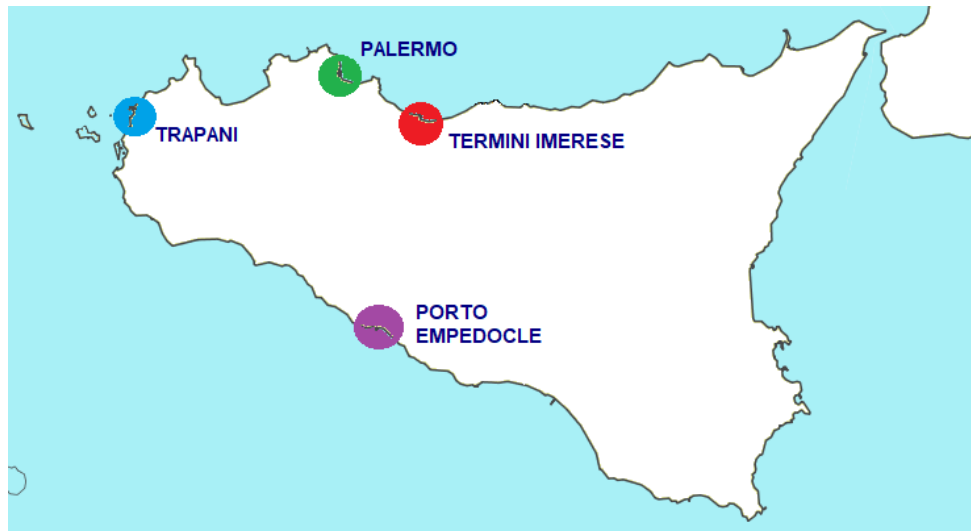 PALERMO
TRAPANI
TERMINI IMERESE
PORTO
EMPEDOCLE